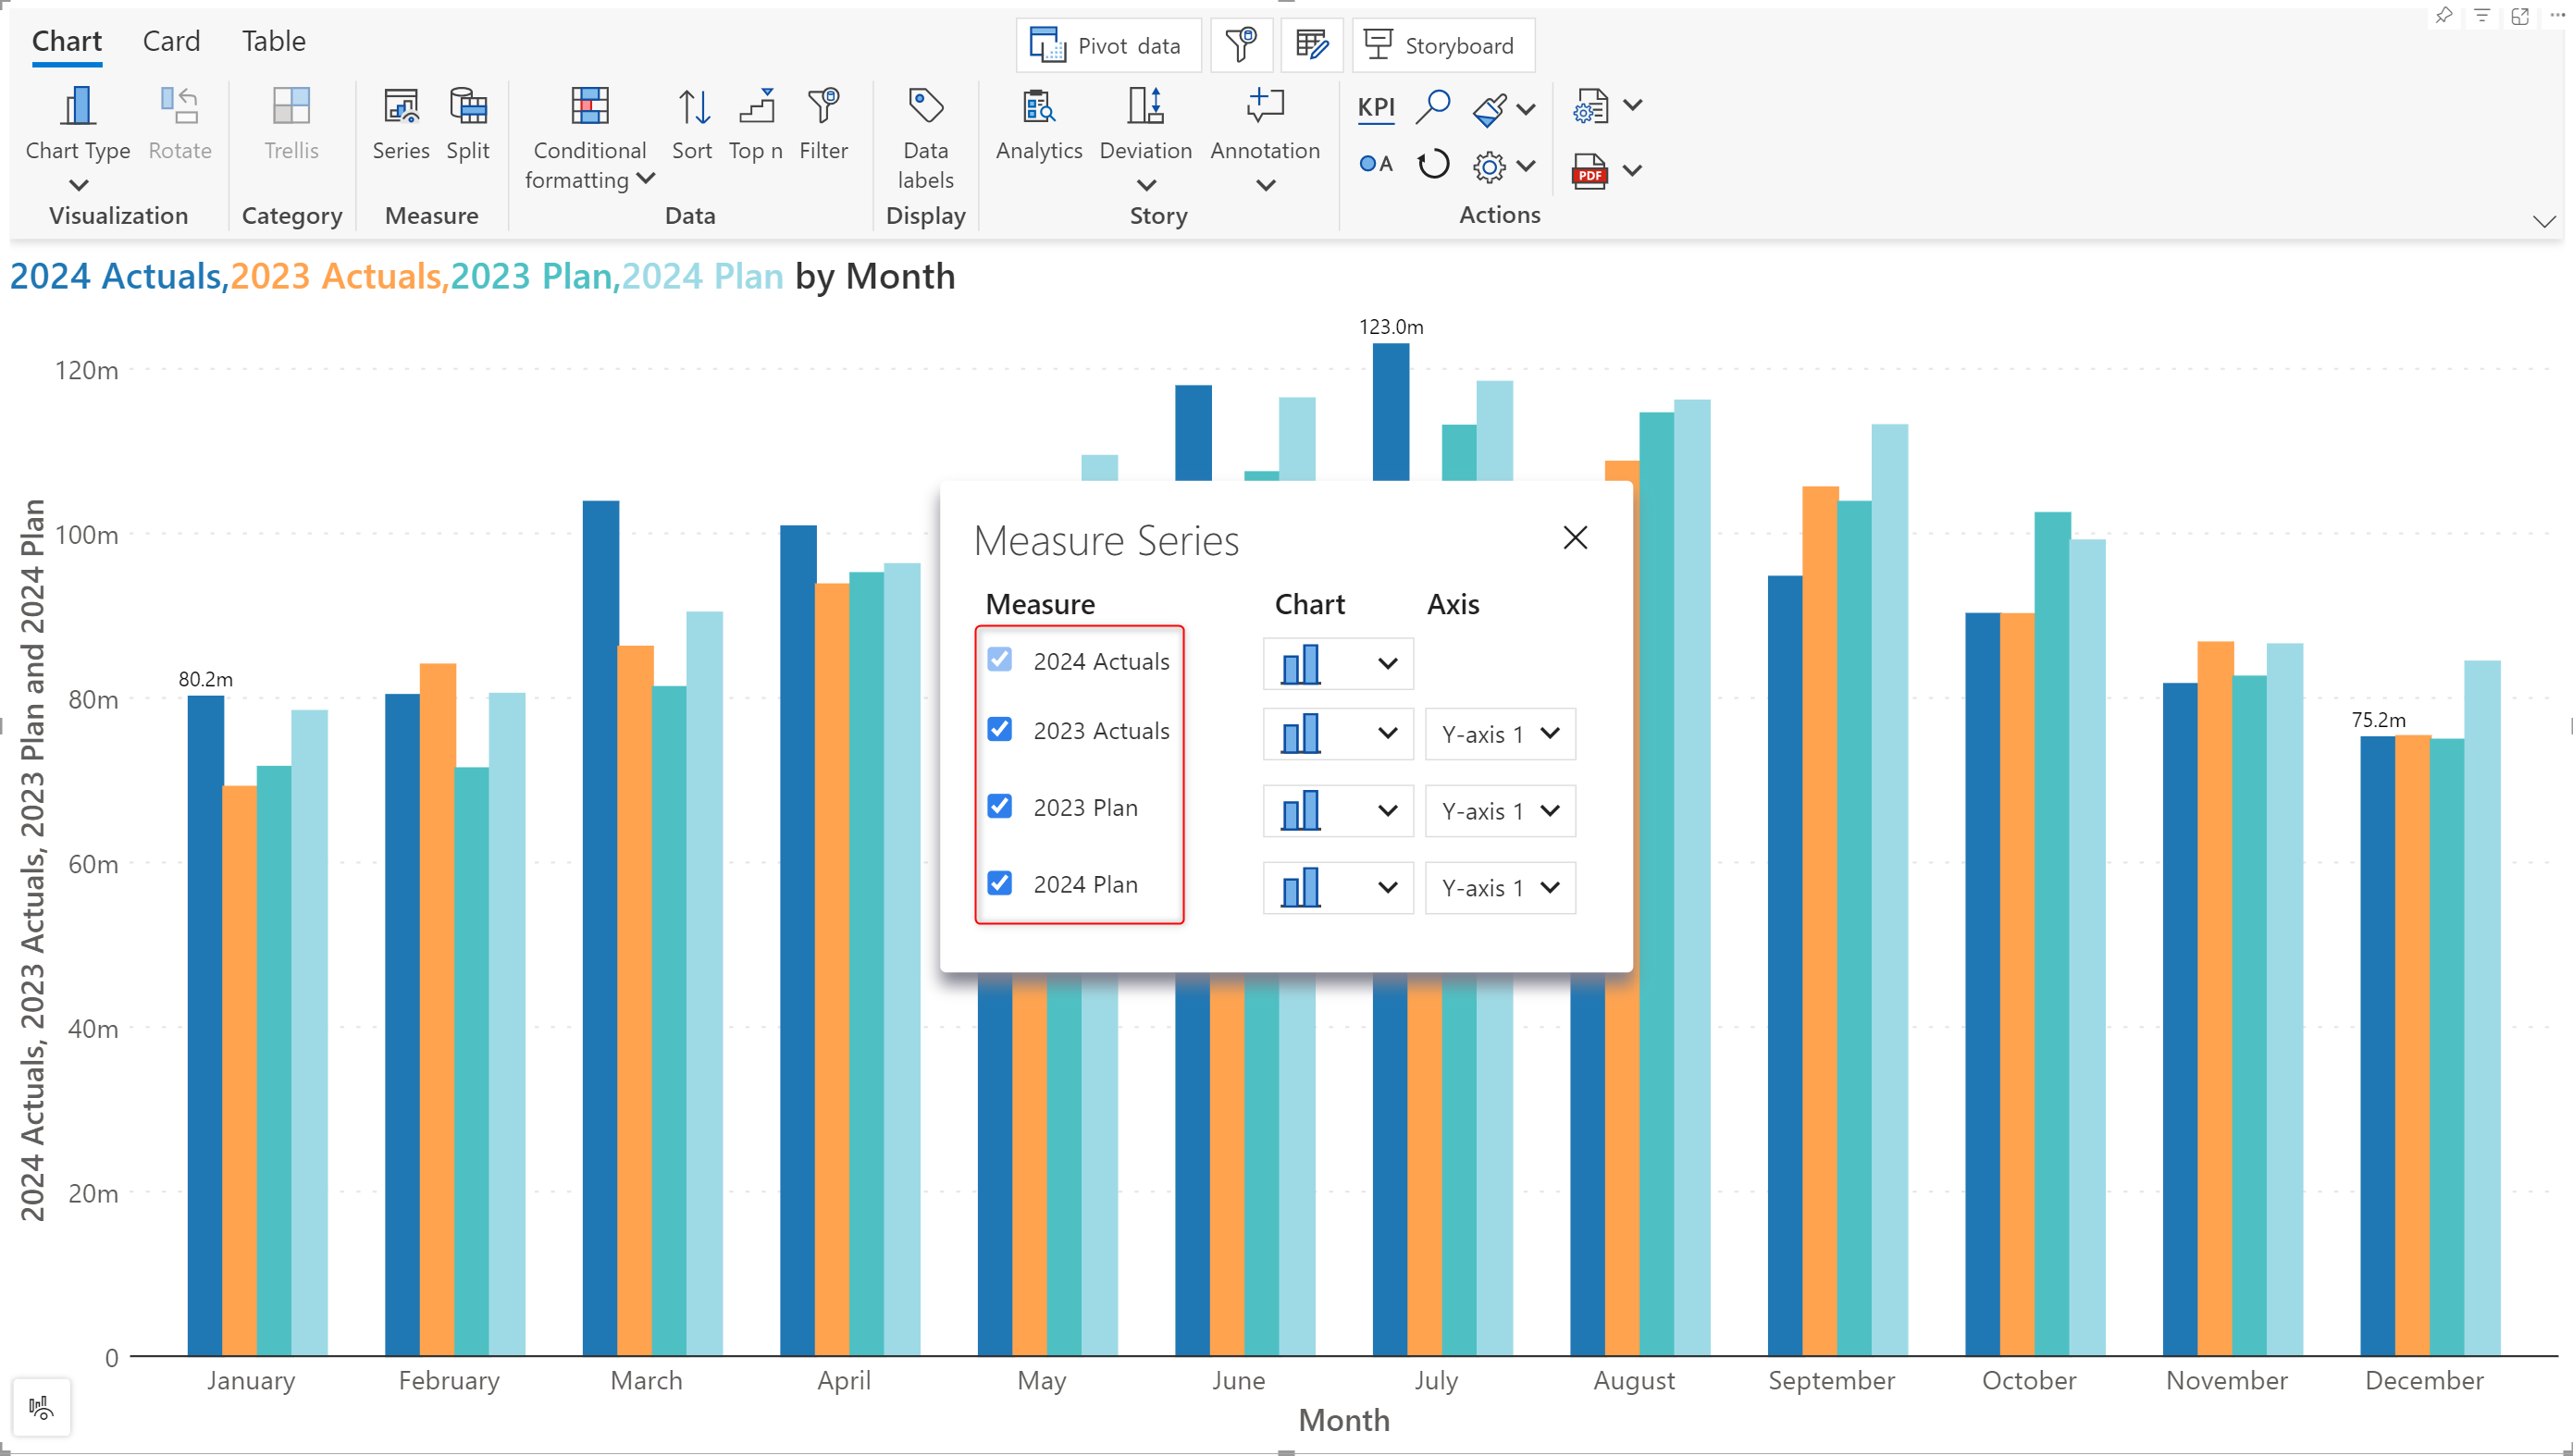 Chart Card Table
Pivot data Storyboard
Chart Type Rotate Trellis Series Split Conditional formatting Sort Top n Filter Data labels Analytics Deviation Annotation KPI A PDF
Visualization Category Measure Data Display Story Actions
2024 Actuals,2023 Actuals,2023 Plan,2024 Plan by Month
2024 Actuals, 2023 Actuals, 2023 Plan and 2024 Plan
120m
100m
80m
60m
40m
20m
0
80.2m
123.0m
75.2m
Measure Series
Measure Chart Axis
2024 Actuals
2023 Actuals Y-axis 1
2023 Plan Y-axis 1
2024 Plan Y-axis 1
January February March April May June July August September October November December
Month